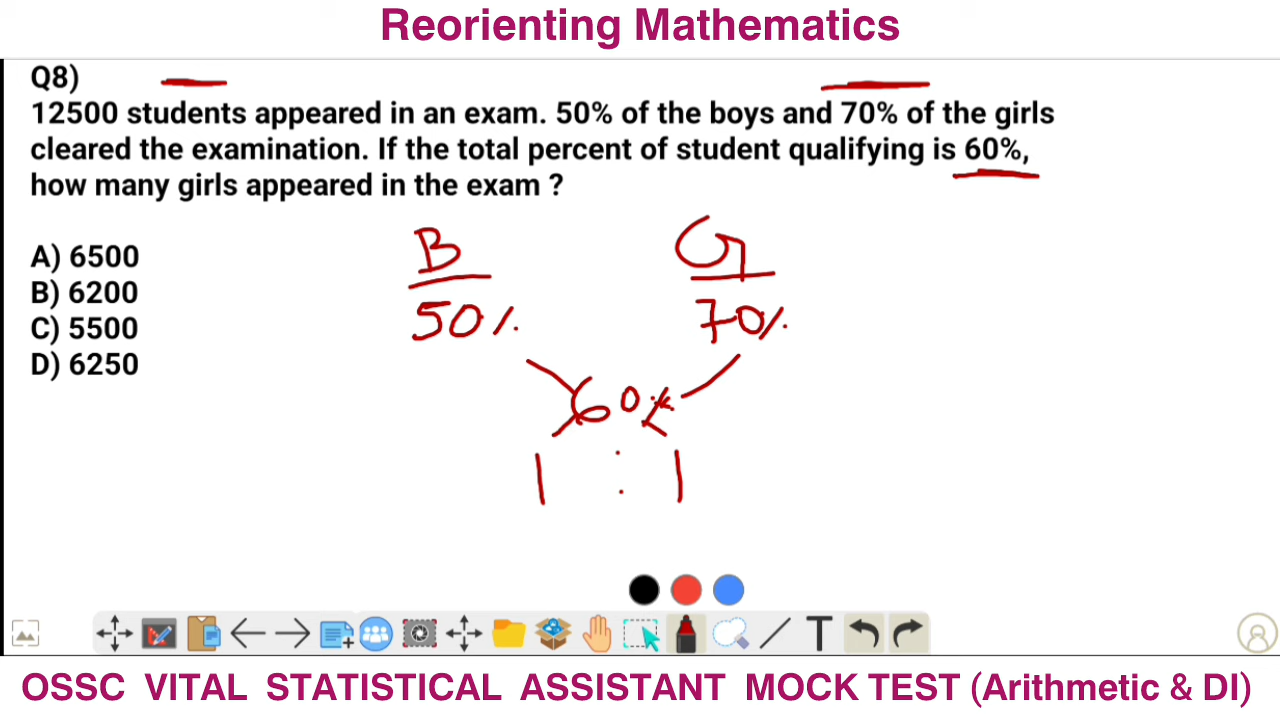 Reorienting Mathematics
Q8)
12500 students appeared in an exam. 50% of the boys and 70% of the girls
cleared the examination. If the total percent of student qualifying is 60%,
how many girls appeared in the exam ?
A) 6500
B) 6200
C) 5500
D) 6250
B G
50% 70%
60%
1 : 1
T
OSSC VITAL STATISTICAL ASSISTANT MOCK TEST (Arithmetic & DI)